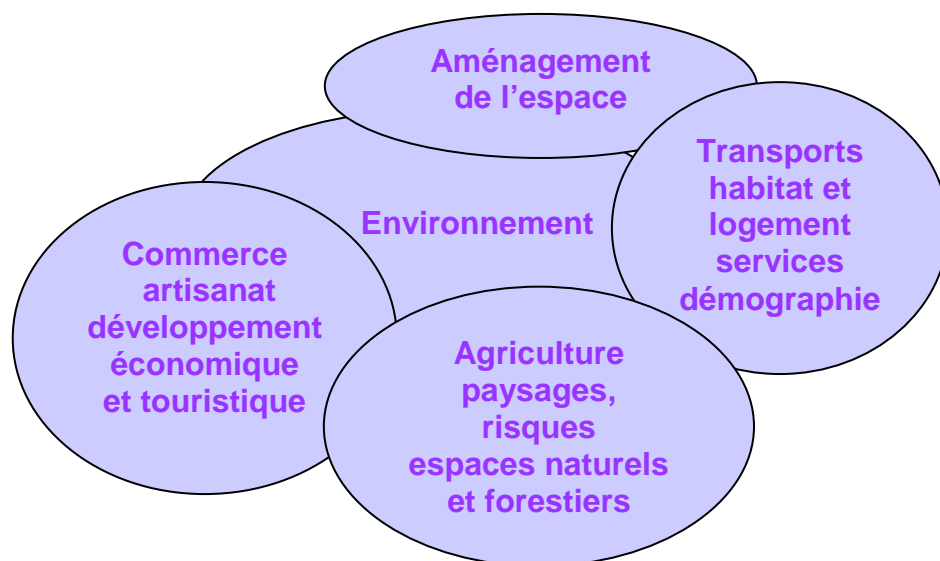 Aménagement
de l’espace
Transports
habitat et
logement
services
démographie
Environnement
Commerce
artisanat
développement
économique
et touristique
Agriculture
paysages,
risques
espaces naturels
et forestiers